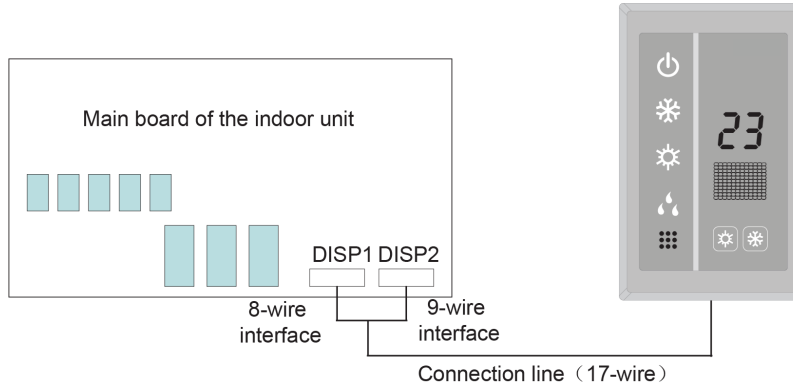 Main board of the indoor unit
23
DISP1 DISP2
8-wire
interface
9-wire
interface
Connection line（17-wire）